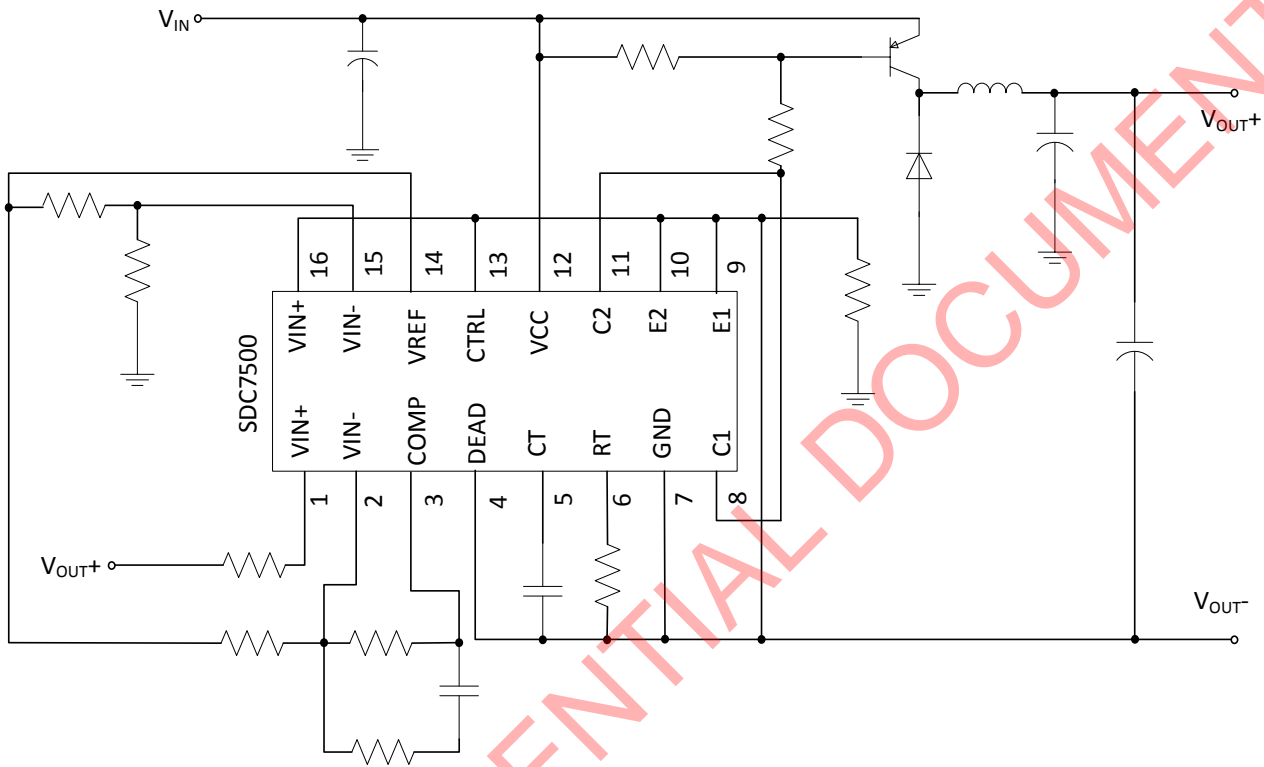 VIN
VOUT+
16
15
14
13
12
11
10
9
VIN+
VIN-
VREF
CTRL
VCC
C2
E2
E1
SDC7500
VIN+
VIN-
COMP
DEAD
CT
RT
GND
C1
1
2
3
4
5
6
7
8
VOUT+
VOUT-
ENTIAL DOCUMENT